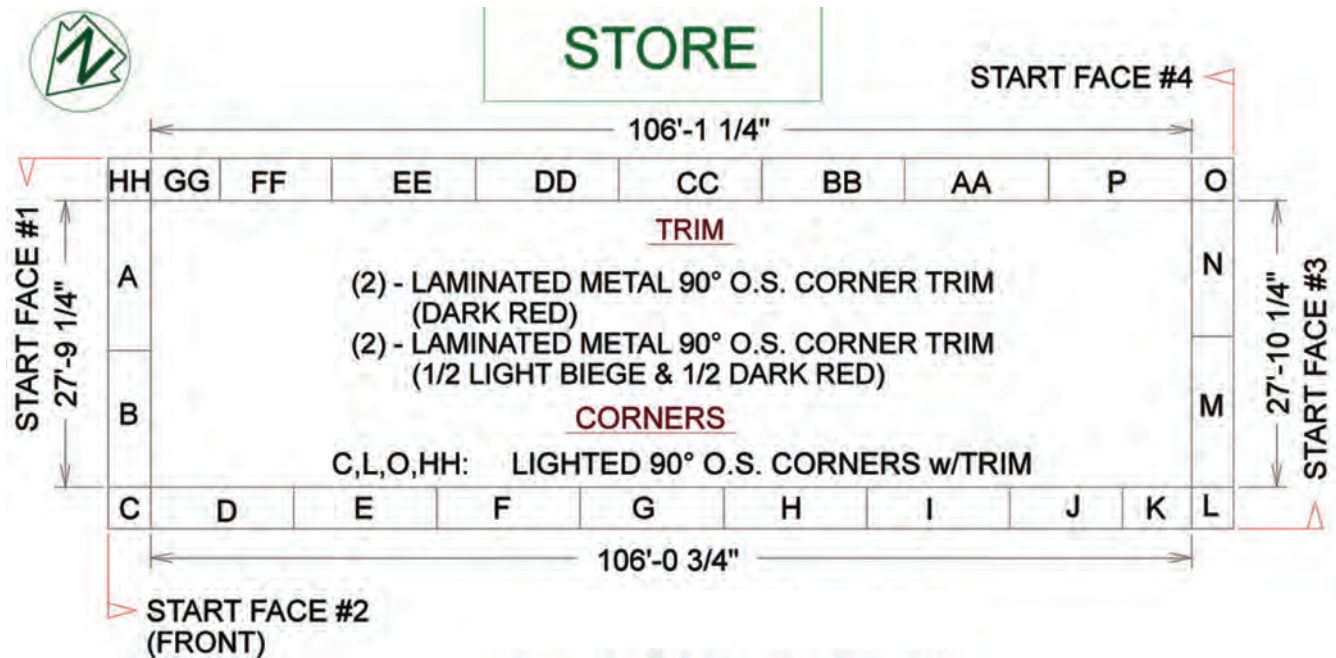 N
STORE
START FACE #4
106'-1 1/4"
HH GG FF EE DD CC BB AA P O
START FACE #1
27'-9 1/4"
A
B
TRIM
(2) - LAMINATED METAL 90° O.S. CORNER TRIM
(DARK RED)
(2) - LAMINATED METAL 90° O.S. CORNER TRIM
(1/2 LIGHT BIEGE & 1/2 DARK RED)
CORNERS
C,L,O,HH: LIGHTED 90° O.S. CORNERS w/TRIM
N
M
27'-10 1/4"
START FACE #3
C D E F G H I J K L
106'-0 3/4"
START FACE #2
(FRONT)